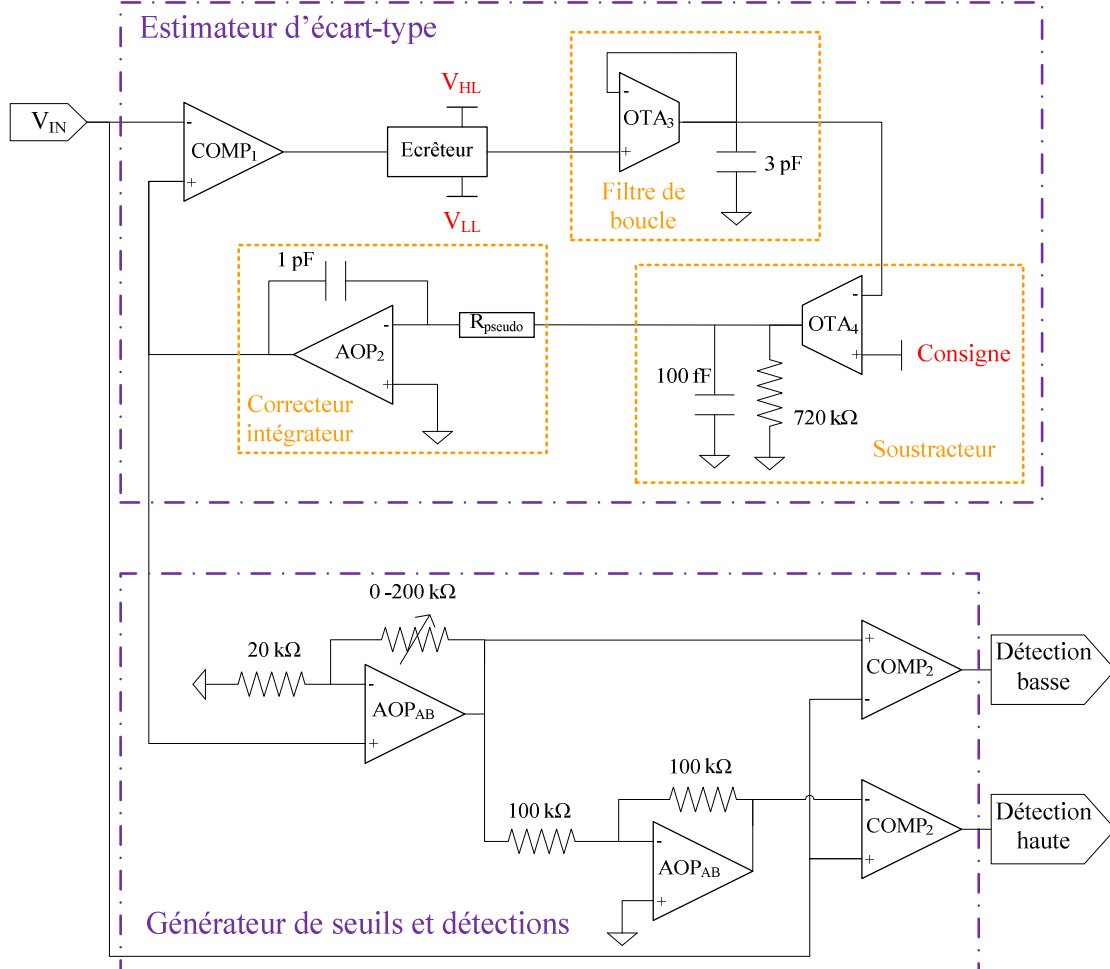 Estimateur d'écart-type
V_IN
-
+
COMP₁
V_HL
Ecrêteur
V_LL
-
+
OTA₃
3 pF
Filtre de
boucle
1 pF
-
+
AOP₂
R_pseudo
Correcteur
intégrateur
-
+
OTA₄
Consigne
100 fF
720 kΩ
Soustracteur
0 -200 kΩ
20 kΩ
-
+
AOP_AB
100 kΩ
100 kΩ
-
+
AOP_AB
+
-
COMP₂
Détection
basse
-
+
COMP₂
Détection
haute
Générateur de seuils et détections